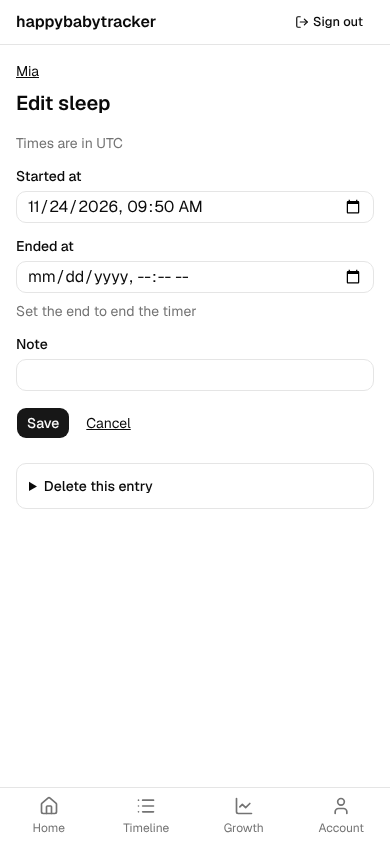 happybabytracker
Sign out
Mia
Edit sleep
Times are in UTC
Started at
11/24/2026, 09:50 AM
Ended at
mm/dd/yyyy, --:-- --
Set the end to end the timer
Note
Save Cancel
Delete this entry
Home Timeline Growth Account